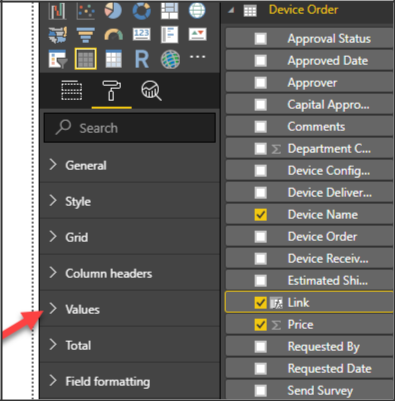 Device Order
Approval Status
Approved Date
Approver
Capital Appro...
Comments
Department C...
Device Config...
Device Deliver...
Device Name
Device Order
Device Receiv...
Estimated Shi...
Link
Price
Requested By
Requested Date
Send Survey
123
R
Search
General
Style
Grid
Column headers
Values
Total
Field formatting